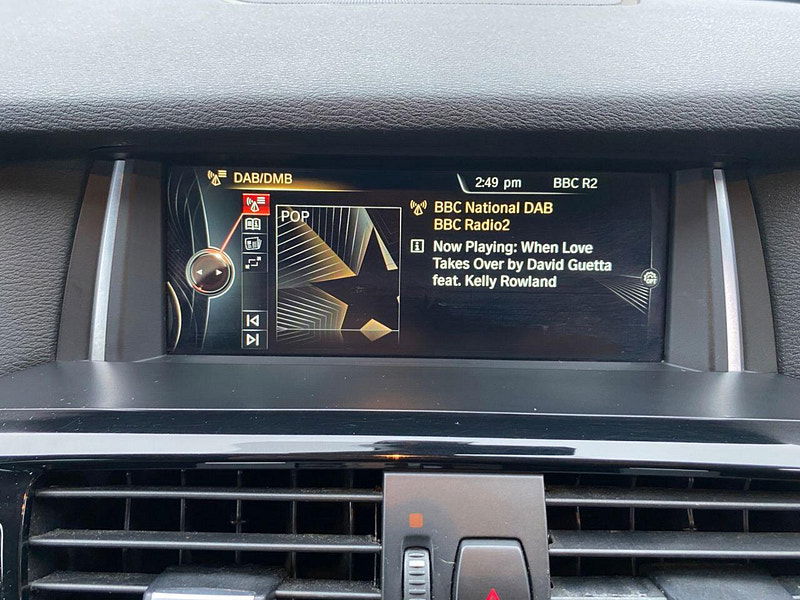 DAB/DMB
2:49 pm
BBC R2
POP
BBC National DAB
BBC Radio2
Now Playing: When Love
Takes Over by David Guetta
feat. Kelly Rowland
OFF